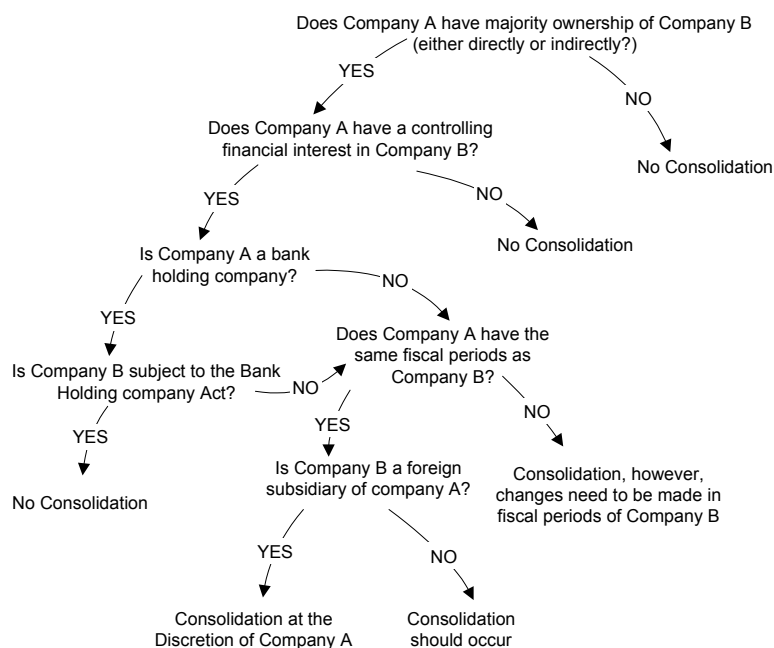 Does Company A have majority ownership of Company B
(either directly or indirectly?)
YES
NO
Does Company A have a controlling
financial interest in Company B?
No Consolidation
YES
NO
No Consolidation
Is Company A a bank
holding company?
NO
YES
Does Company A have the
same fiscal periods as
Company B?
Is Company B subject to the Bank
Holding company Act?
NO
YES
YES
NO
No Consolidation
Is Company B a foreign
subsidiary of company A?
Consolidation, however,
changes need to be made in
fiscal periods of Company B
YES
NO
Consolidation at the
Discretion of Company A
Consolidation
should occur